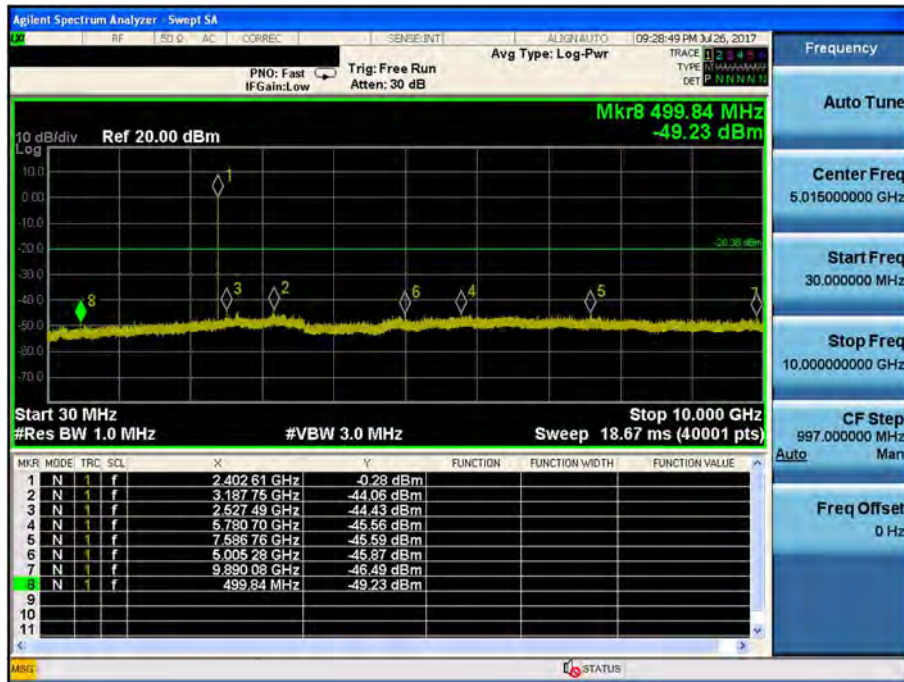 Agilent Spectrum Analyzer - Swept SA
LXI RF 50 Ω AC CORREC SENSE:INT ALIGN AUTO 09:28:49 PM Jul 26, 2017
Frequency
Avg Type: Log-Pwr
TRACE 1 2 3 4 5 6
PNO: Fast Trig: Free Run
TYPE
IFGain:Low Atten: 30 dB
DET P N N N N N
Auto Tune
Mkr8 499.84 MHz
-49.23 dBm
10 dB/div Ref 20.00 dBm
Log
10.0
0.00
-10.0
-20.0
-30.0
-40.0
-50.0
-60.0
-70.0
1
-20.38 dBm
8 3 2 6 4 5 7
Start 30 MHz Stop 10.000 GHz
#Res BW 1.0 MHz #VBW 3.0 MHz Sweep 18.67 ms (40001 pts)
Center Freq
5.015000000 GHz
Start Freq
30.000000 MHz
Stop Freq
10.000000000 GHz
CF Step
997.000000 MHz
Auto Man
Freq Offset
0 Hz
MKR MODE TRC SCL X Y FUNCTION FUNCTION WIDTH FUNCTION VALUE
1 N 1 f 2.402 61 GHz -0.28 dBm
2 N 1 f 3.187 75 GHz -44.06 dBm
3 N 1 f 2.527 49 GHz -44.43 dBm
4 N 1 f 5.780 70 GHz -45.56 dBm
5 N 1 f 7.586 76 GHz -45.59 dBm
6 N 1 f 5.005 28 GHz -45.87 dBm
7 N 1 f 9.890 08 GHz -46.49 dBm
8 N 1 f 499.84 MHz -49.23 dBm
9
10
11
MSG STATUS